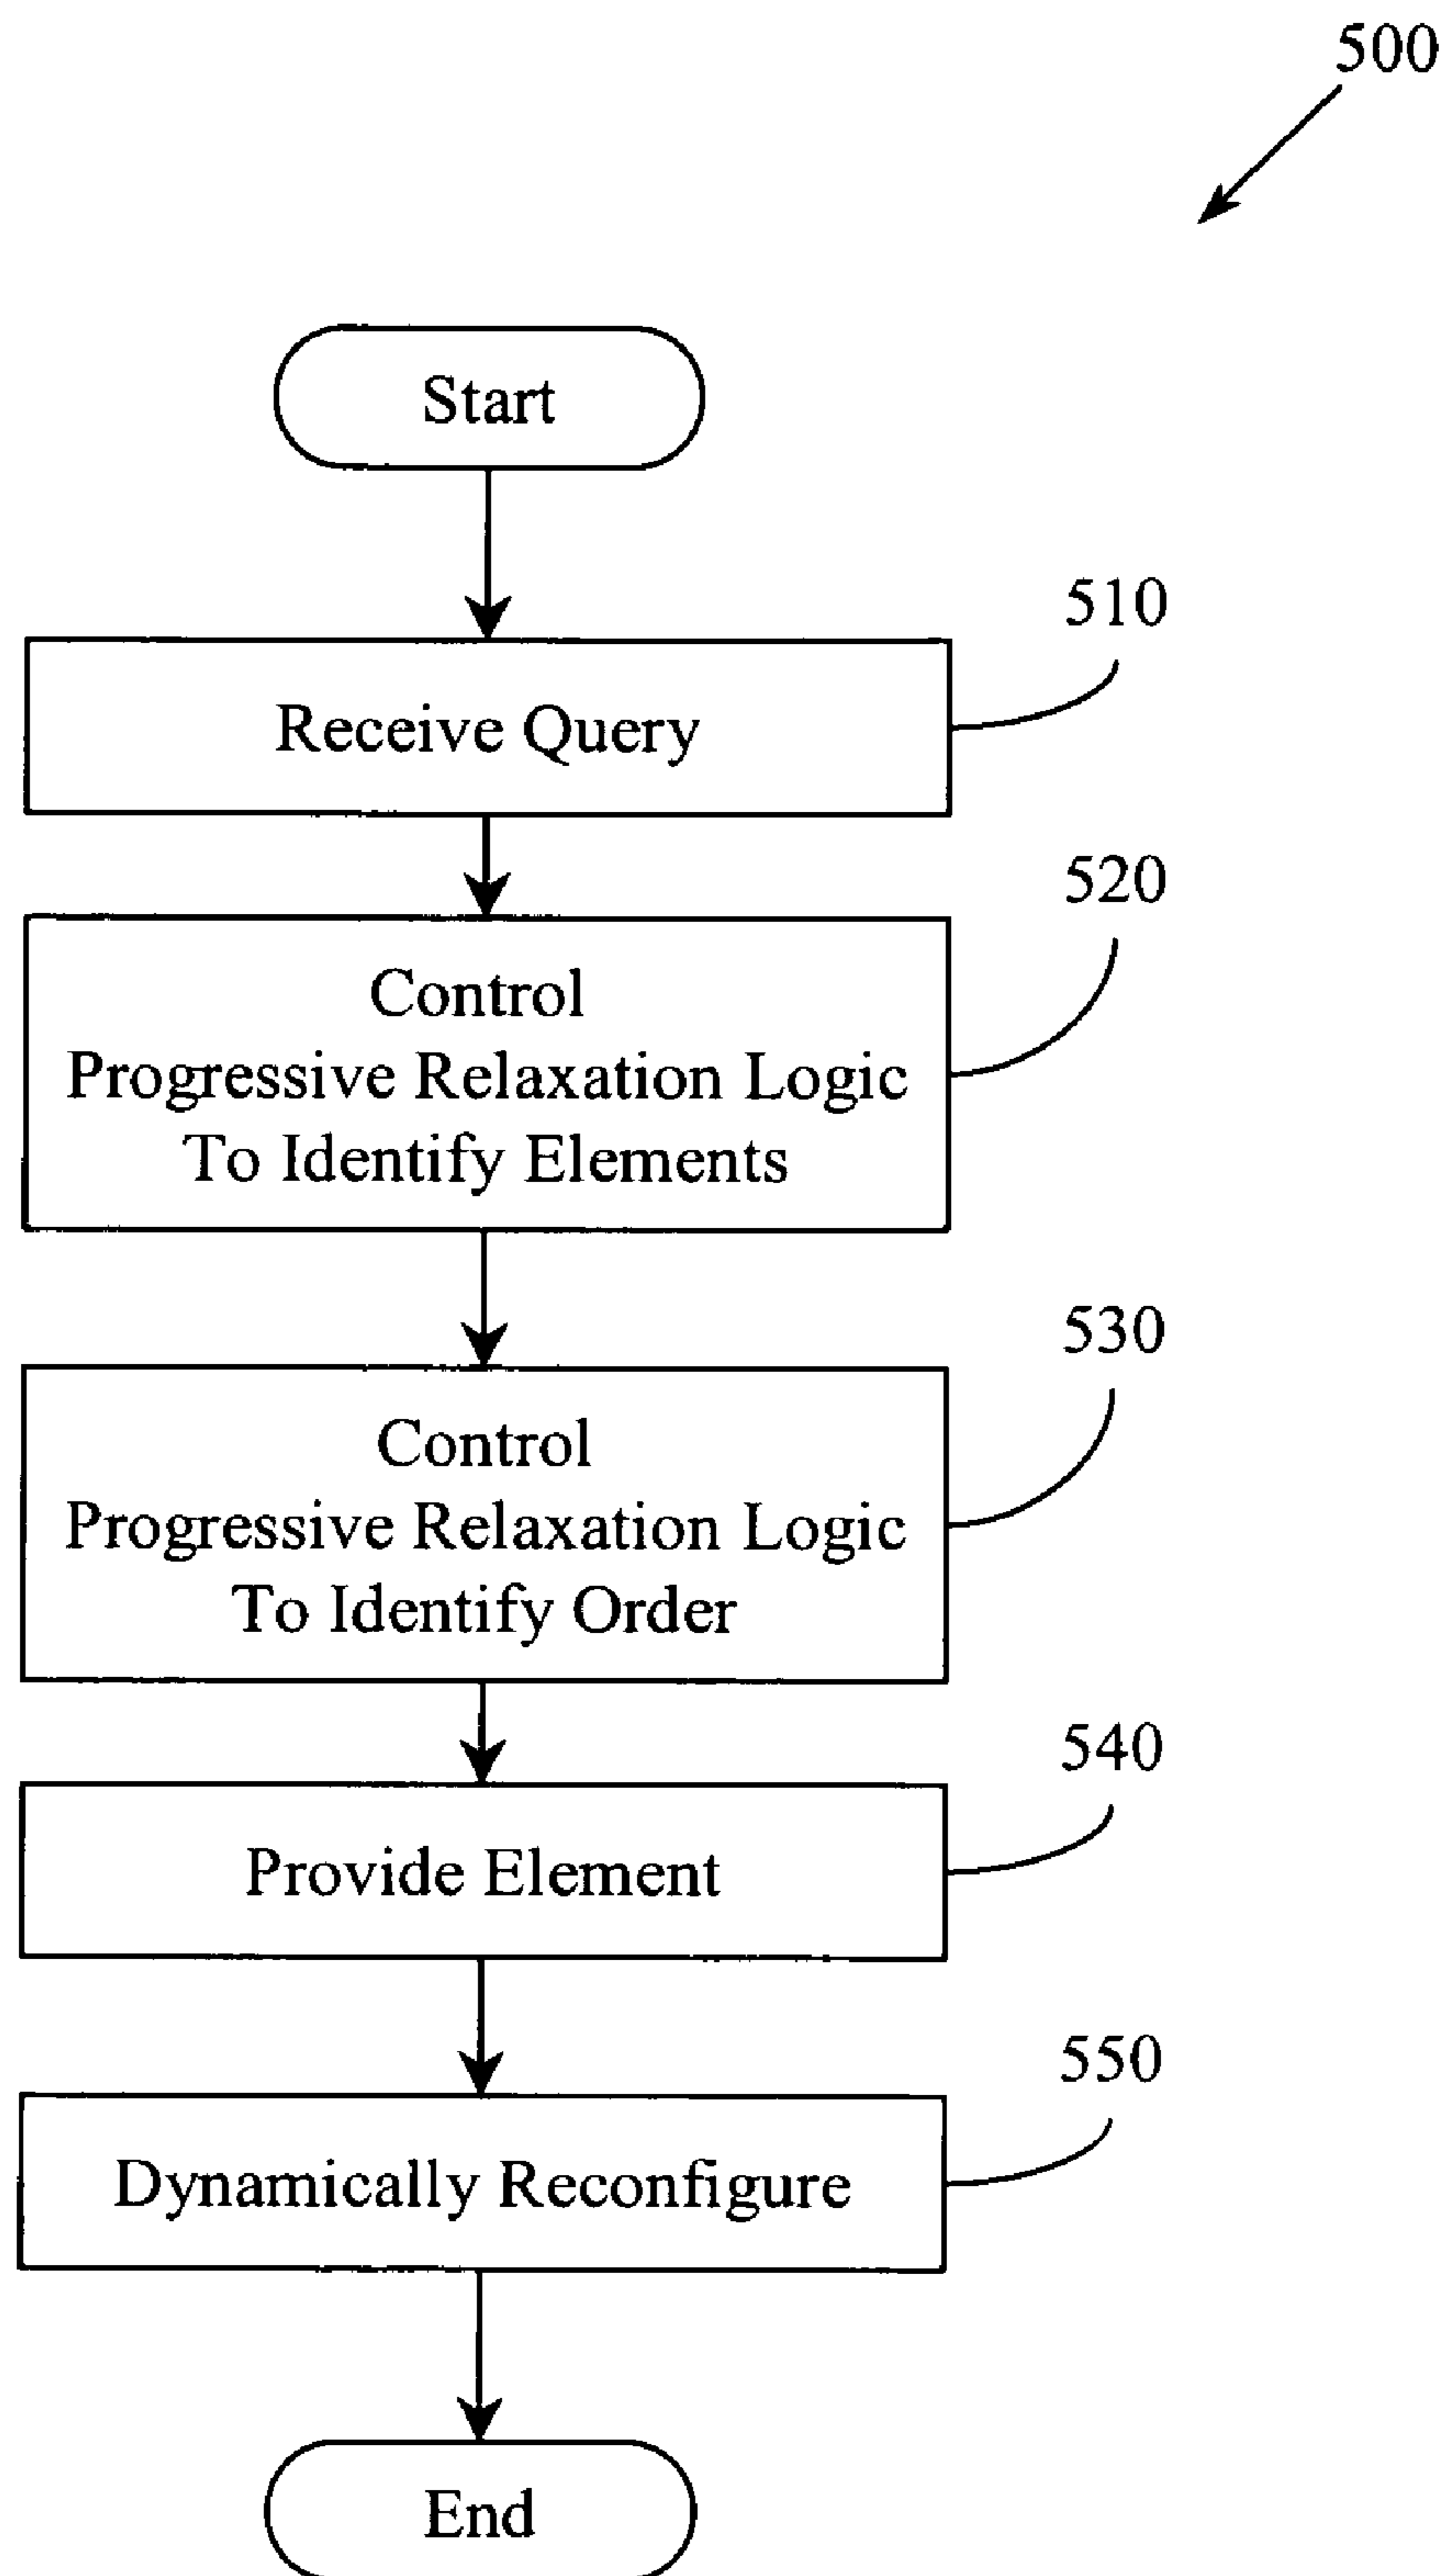 500
Start
510
Receive Query
520
Control
Progressive Relaxation Logic
To Identify Elements
530
Control
Progressive Relaxation Logic
To Identify Order
540
Provide Element
550
Dynamically Reconfigure
End